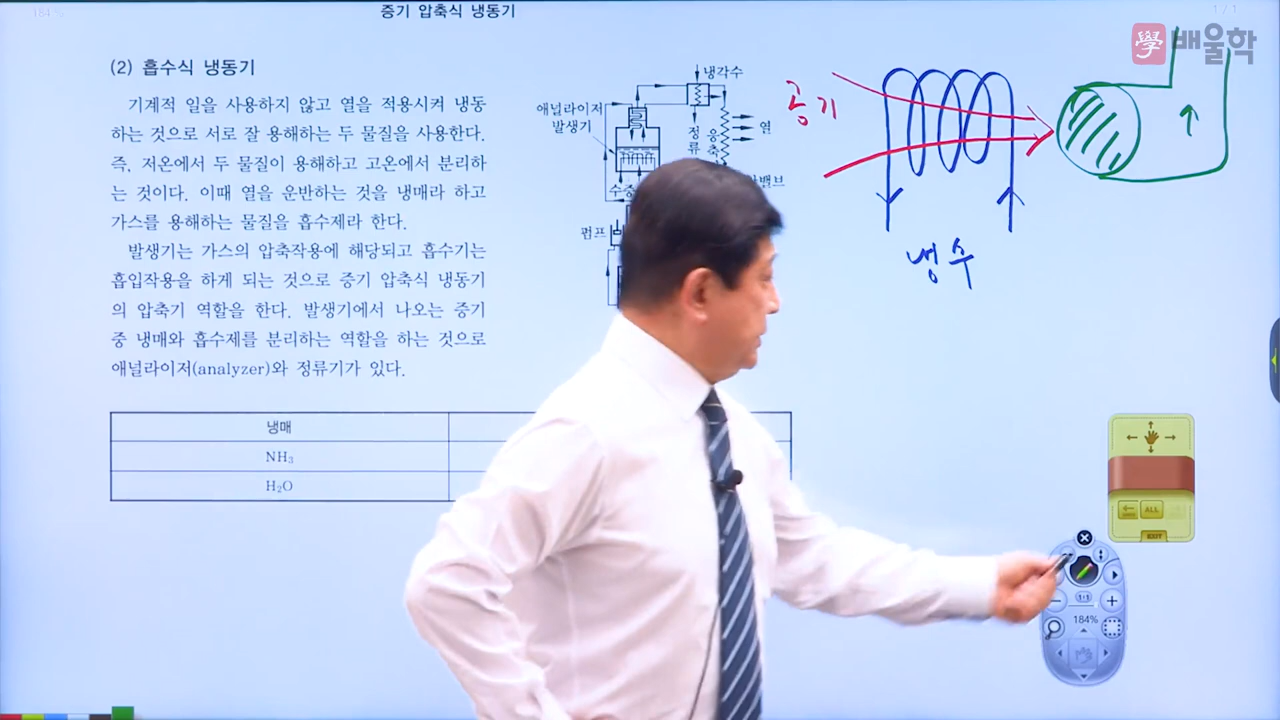 184%
증기 압축식 냉동기
1 / 1
學 배울학
(2) 흡수식 냉동기
기계적 일을 사용하지 않고 열을 적용시켜 냉동
하는 것으로 서로 잘 용해하는 두 물질을 사용한다.
즉, 저온에서 두 물질이 용해하고 고온에서 분리하
는 것이다. 이때 열을 운반하는 것을 냉매라 하고
가스를 용해하는 물질을 흡수제라 한다.
발생기는 가스의 압축작용에 해당되고 흡수기는
흡입작용을 하게 되는 것으로 증기 압축식 냉동기
의 압축기 역할을 한다. 발생기에서 나오는 증기
중 냉매와 흡수제를 분리하는 역할을 하는 것으로
애널라이저(analyzer)와 정류기가 있다.
냉각수
애널라이저
발생기
정류
응축
열
밸브
펌프
공기
냉수
냉매
NH₃
H₂O
ALL
EXIT
1:1
184%